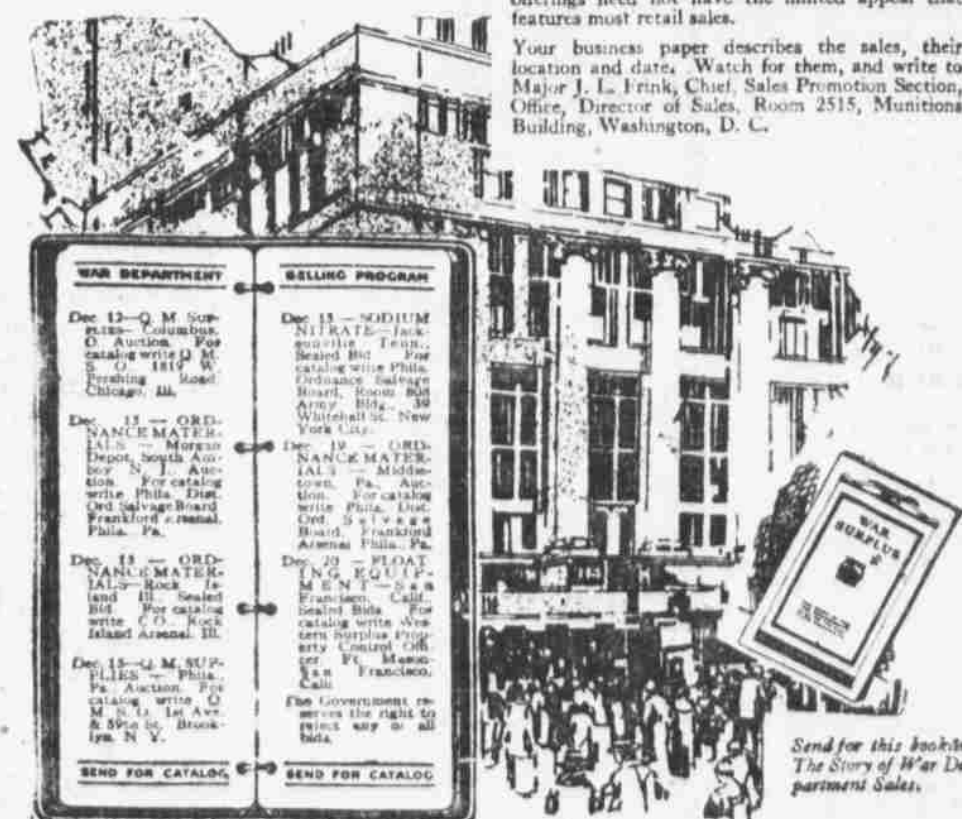 features most retail sales.
Your business paper describes the sales, their
location and date. Watch for them, and write to
Major J. L. Frink, Chief, Sales Promotion Section,
Office, Director of Sales, Room 2515, Munitions
Building, Washington, D. C.
WAR DEPARTMENT
Dec. 12—Q. M. SUP-
PLIES—Columbus,
O. Auction. For
catalog write Q. M.
S. O. 1819 W.
Pershing Road
Chicago, Ill.
Dec. 13 — ORD-
NANCE MATER-
IALS — Morgan
Depot, South Am-
boy N. J. Auc-
tion. For catalog
write Phila. Dist.
Ord Salvage Board
Frankford Arsenal,
Phila. Pa.
Dec. 15 — ORD-
NANCE MATER-
IALS—Rock Is-
land Ill. Sealed
Bid. For catalog
write C.O. Rock
Island Arsenal, Ill.
Dec. 15—Q. M. SUP-
PLIES — Phila.,
Pa. Auction. For
catalog write Q.
M. S. O. 1st Ave.
& 59th St. Brook-
lyn, N. Y.
SEND FOR CATALOG
SELLING PROGRAM
Dec. 15 — SODIUM
NITRATE—Jack-
sonville Tenn.,
Sealed Bid. For
catalog write Phila.
Ordnance Salvage
Board, Room 808
Army Bldg., 39
Whitehall St. New
York City.
Dec. 19 — ORD-
NANCE MATER-
IALS — Middle-
town, Pa., Auc-
tion. For catalog
write Phila. Dist.
Ord Salvage
Board, Frankford
Arsenal Phila., Pa.
Dec. 20 — FLOAT-
ING EQUIP-
MENT—San
Francisco, Calif.
Sealed Bids. For
catalog write Wes-
tern Surplus Prop-
erty Control Offi-
cer, Ft. Mason
San Francisco,
Calif.
The Government re-
serves the right to
reject any or all
bids.
SEND FOR CATALOG
WAR
SURPLUS
Send for this booklet
The Story of War De-
partment Sales.